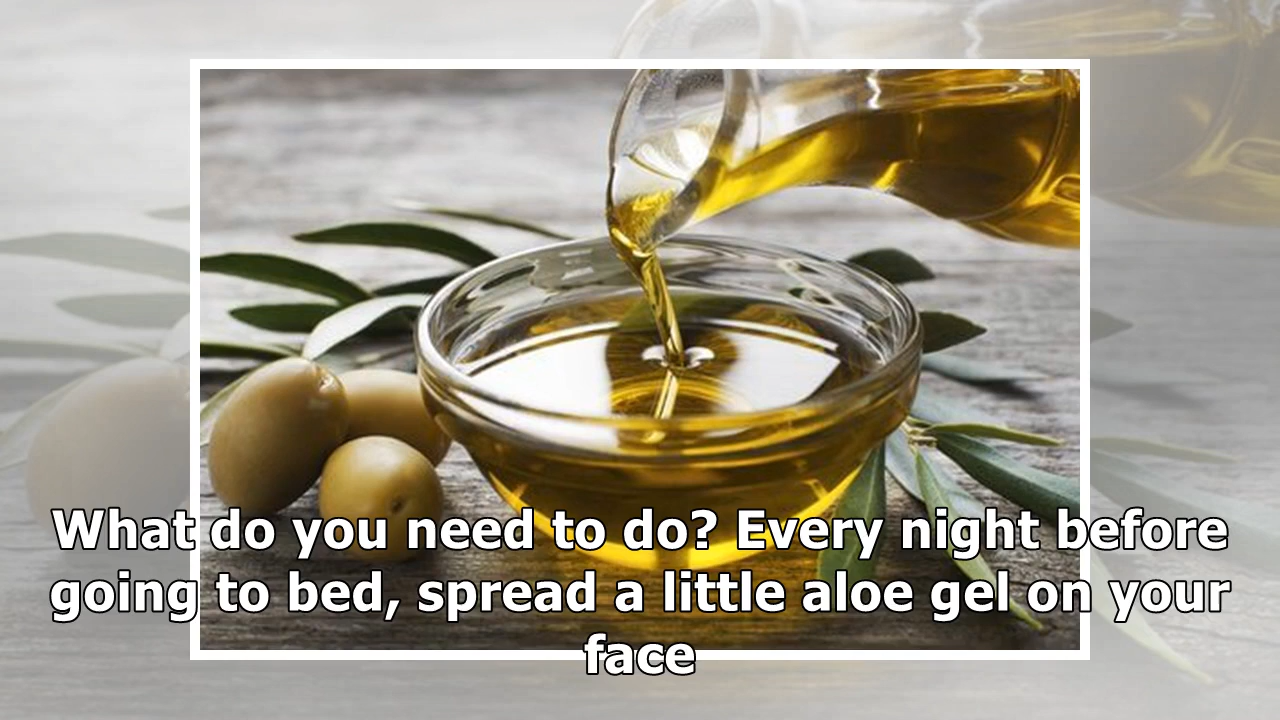 What do you need to do? Every night before
going to bed, spread a little aloe gel on your
face